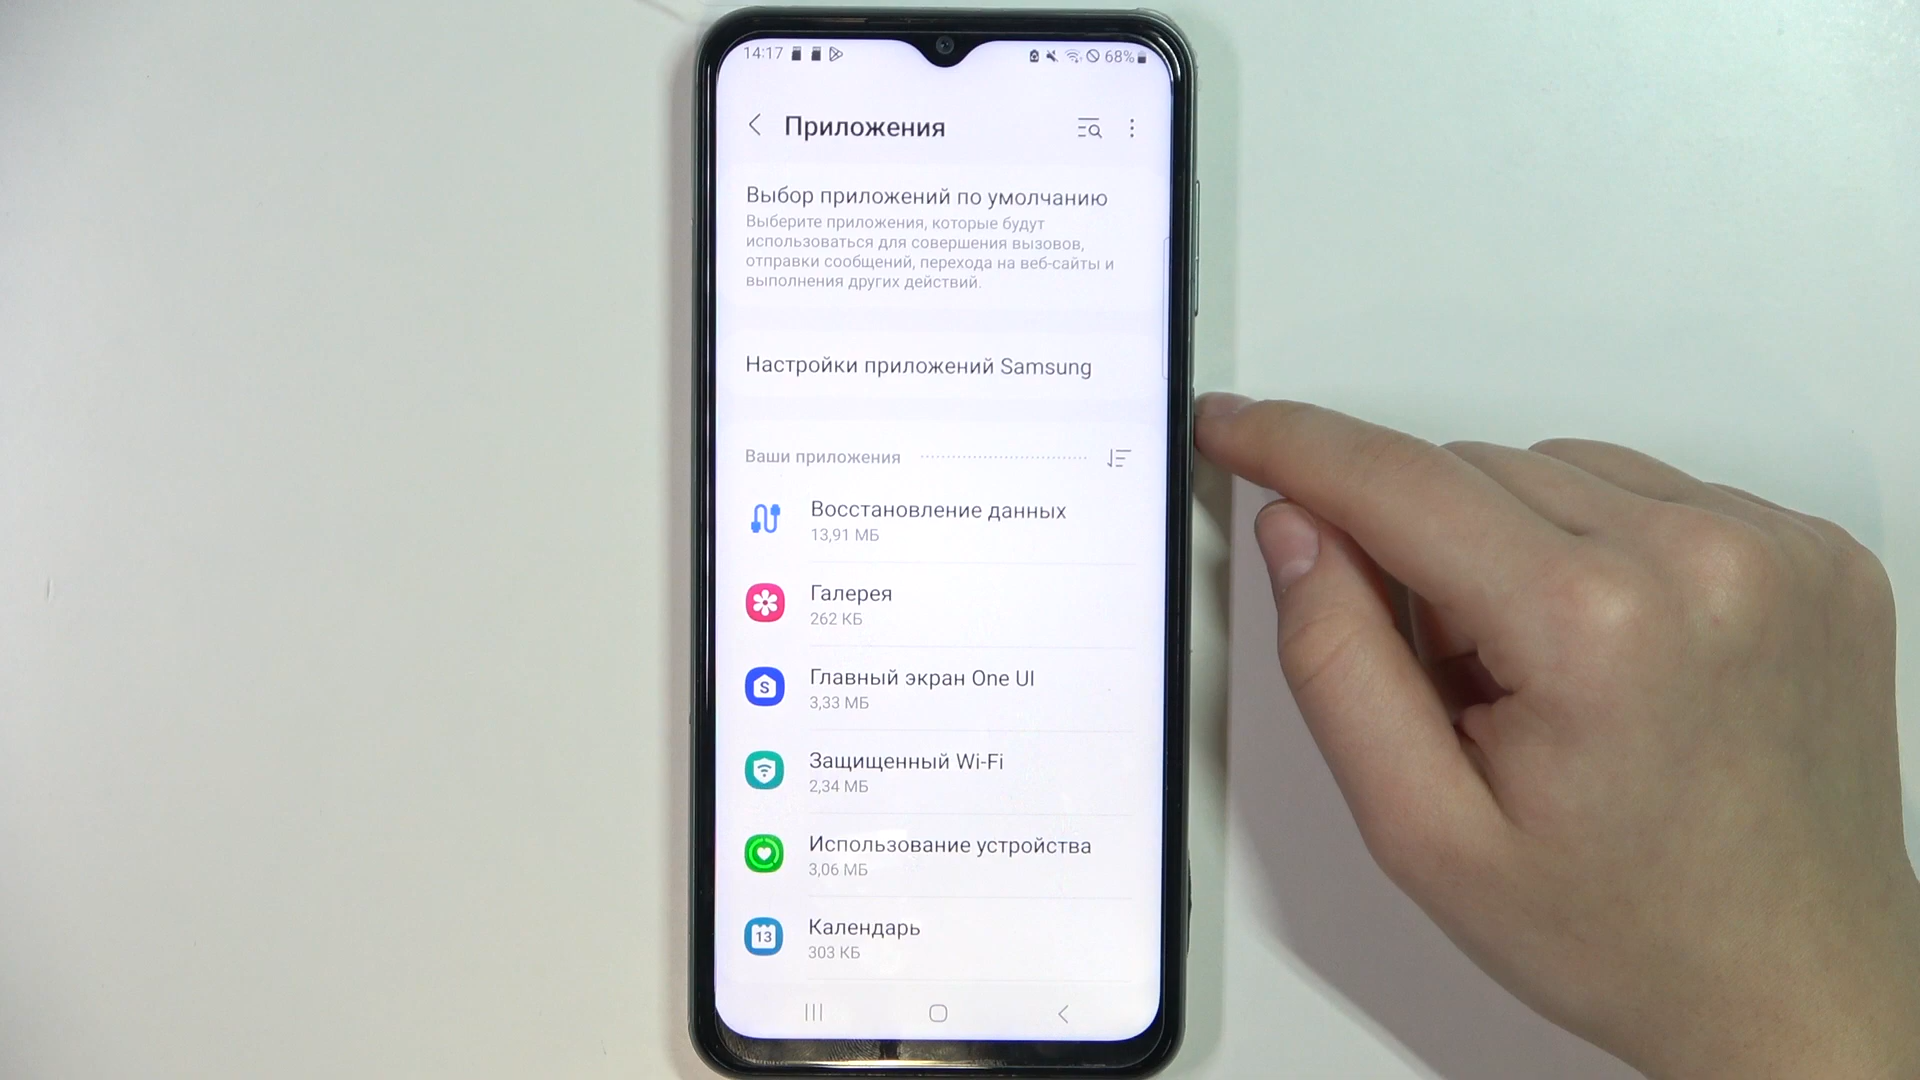 14:17 68%
Приложения
Выбор приложений по умолчанию
Выберите приложения, которые будут
использоваться для совершения вызовов,
отправки сообщений, перехода на веб-сайты и
выполнения других действий.
Настройки приложений Samsung
Ваши приложения
Восстановление данных
13,91 МБ
Галерея
262 КБ
S
Главный экран One UI
3,33 МБ
Защищенный Wi-Fi
2,34 МБ
Использование устройства
3,06 МБ
13
Календарь
303 КБ